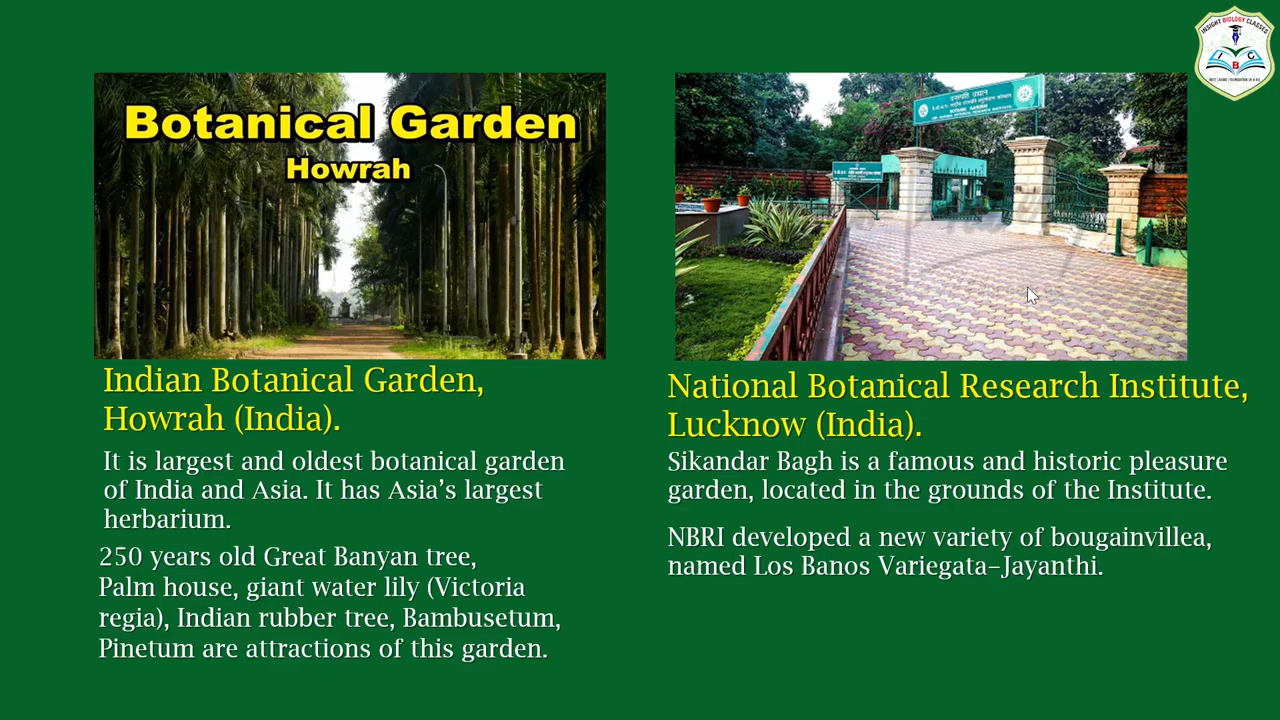 INSIGHT BIOLOGY CLASSES
I B C
Botanical Garden
Howrah
Indian Botanical Garden,
Howrah (India).
It is largest and oldest botanical garden
of India and Asia. It has Asia's largest
herbarium.
250 years old Great Banyan tree,
Palm house, giant water lily (Victoria
regia), Indian rubber tree, Bambusetum,
Pinetum are attractions of this garden.
National Botanical Research Institute,
Lucknow (India).
Sikandar Bagh is a famous and historic pleasure
garden, located in the grounds of the Institute.
NBRI developed a new variety of bougainvillea,
named Los Banos Variegata-Jayanthi.